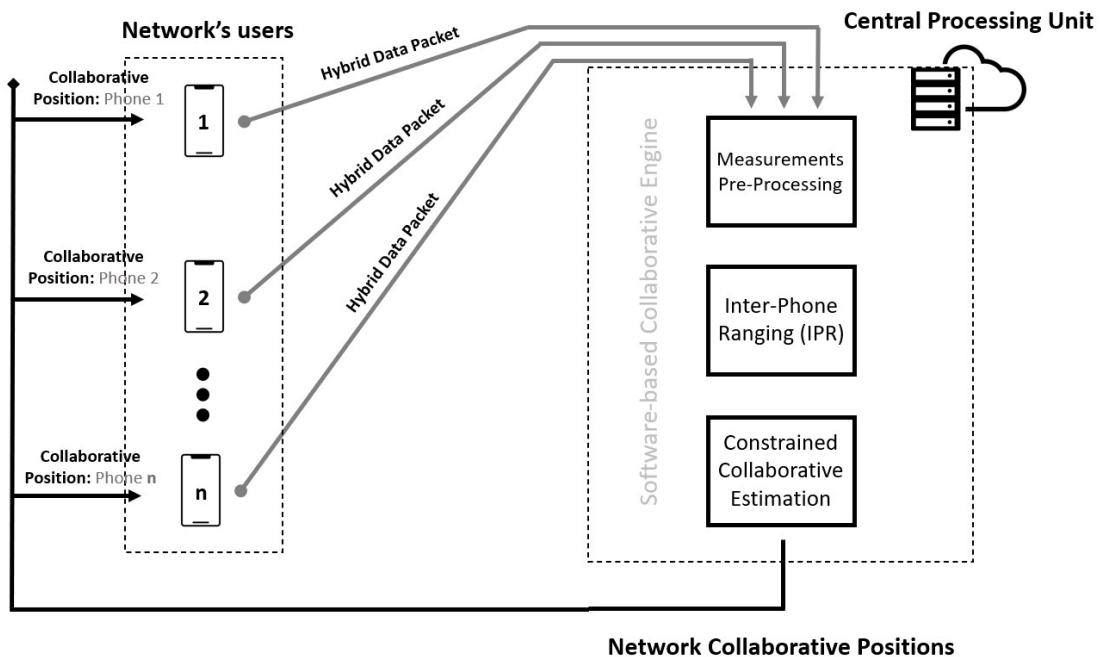 Network's users
Central Processing Unit
Collaborative
Position: Phone 1
1
Hybrid Data Packet
Collaborative
Position: Phone 2
2
Hybrid Data Packet
Collaborative
Position: Phone n
n
Hybrid Data Packet
Software-based Collaborative Engine
Measurements
Pre-Processing
Inter-Phone
Ranging (IPR)
Constrained
Collaborative
Estimation
Network Collaborative Positions